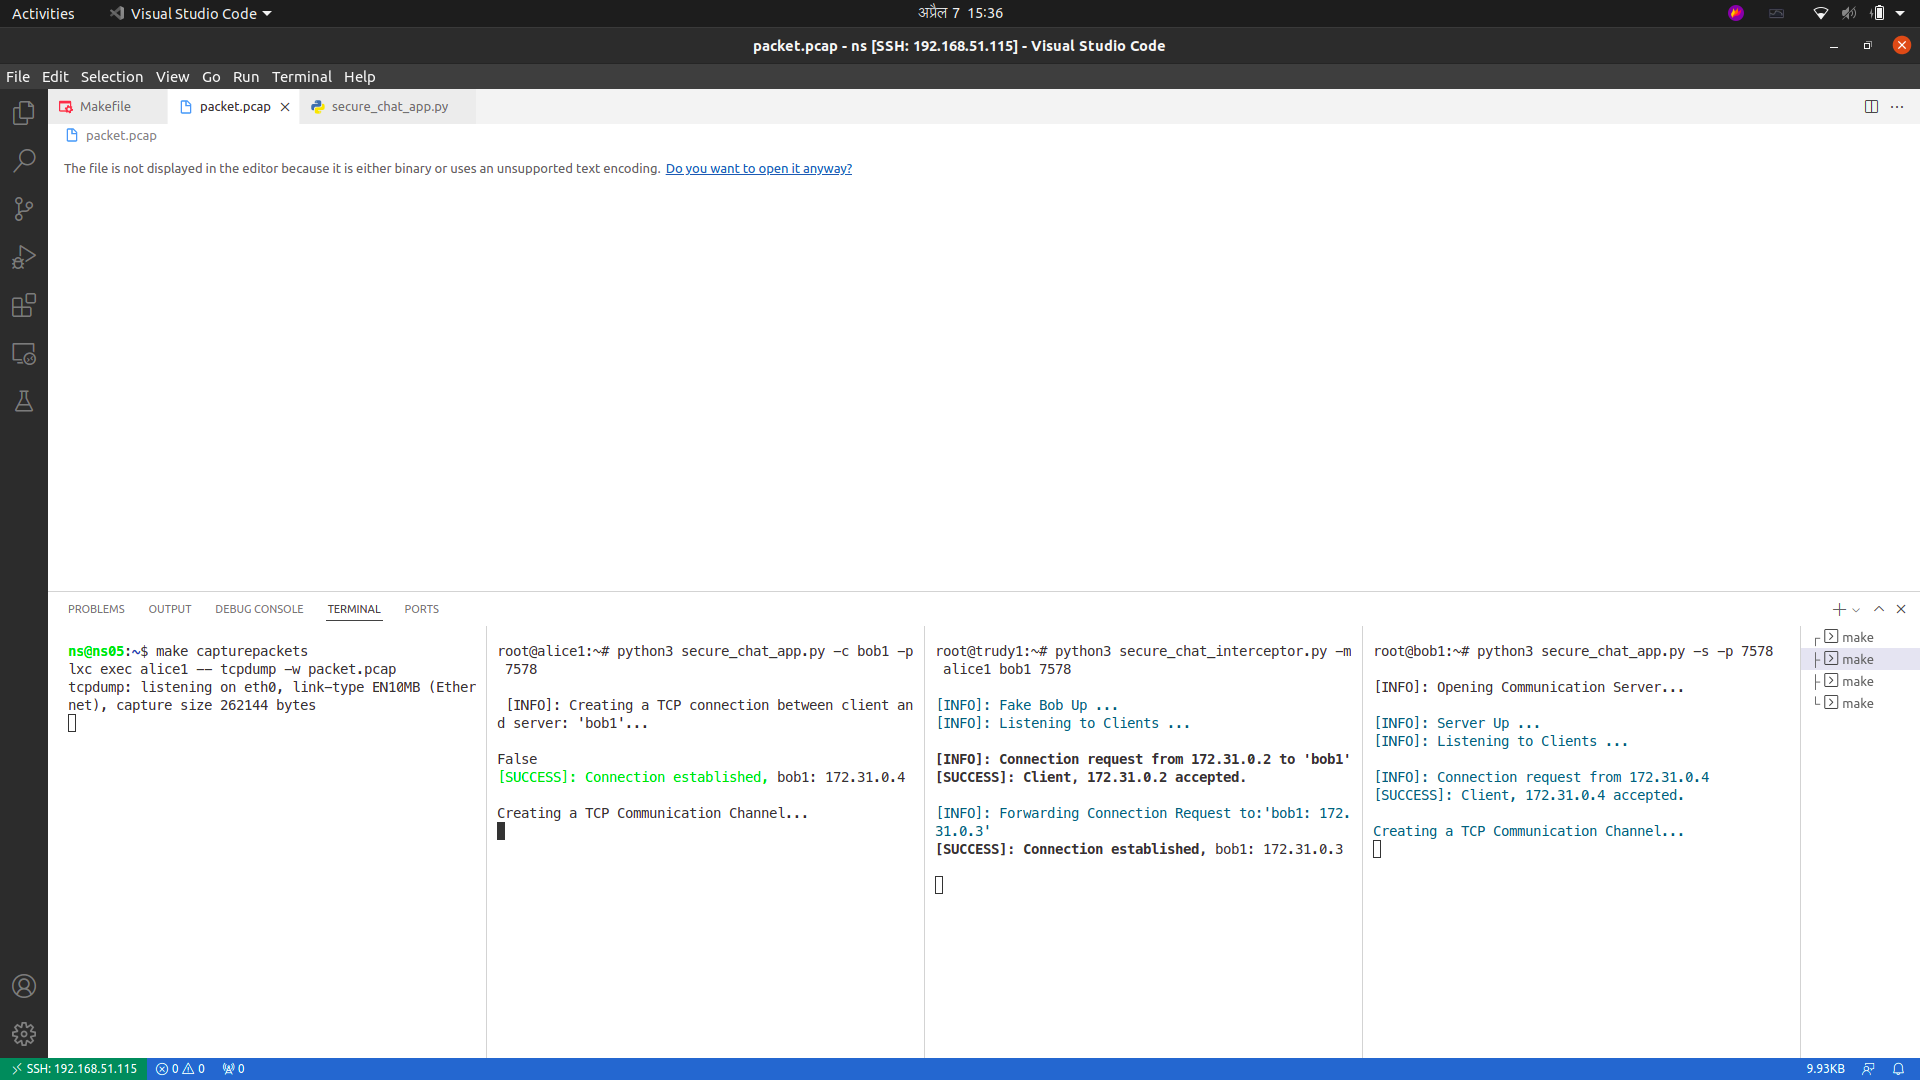 Activities
Visual Studio Code
अप्रैल 7 15:36
packet.pcap - ns [SSH: 192.168.51.115] - Visual Studio Code
File Edit Selection View Go Run Terminal Help
Makefile
packet.pcap
secure_chat_app.py
packet.pcap
The file is not displayed in the editor because it is either binary or uses an unsupported text encoding. Do you want to open it anyway?
PROBLEMS OUTPUT DEBUG CONSOLE TERMINAL PORTS
ns@ns05:~$ make capturepackets
lxc exec alice1 -- tcpdump -w packet.pcap
tcpdump: listening on eth0, link-type EN10MB (Ether
net), capture size 262144 bytes
root@alice1:~# python3 secure_chat_app.py -c bob1 -p
7578
[INFO]: Creating a TCP connection between client an
d server: 'bob1'...
False
[SUCCESS]: Connection established, bob1: 172.31.0.4
Creating a TCP Communication Channel...
root@trudy1:~# python3 secure_chat_interceptor.py -m
alice1 bob1 7578
[INFO]: Fake Bob Up ...
[INFO]: Listening to Clients ...
[INFO]: Connection request from 172.31.0.2 to 'bob1'
[SUCCESS]: Client, 172.31.0.2 accepted.
[INFO]: Forwarding Connection Request to:'bob1: 172.
31.0.3'
[SUCCESS]: Connection established, bob1: 172.31.0.3
root@bob1:~# python3 secure_chat_app.py -s -p 7578
[INFO]: Opening Communication Server...
[INFO]: Server Up ...
[INFO]: Listening to Clients ...
[INFO]: Connection request from 172.31.0.4
[SUCCESS]: Client, 172.31.0.4 accepted.
Creating a TCP Communication Channel...
make
make
make
make
SSH: 192.168.51.115
0 0
0
9.93KB